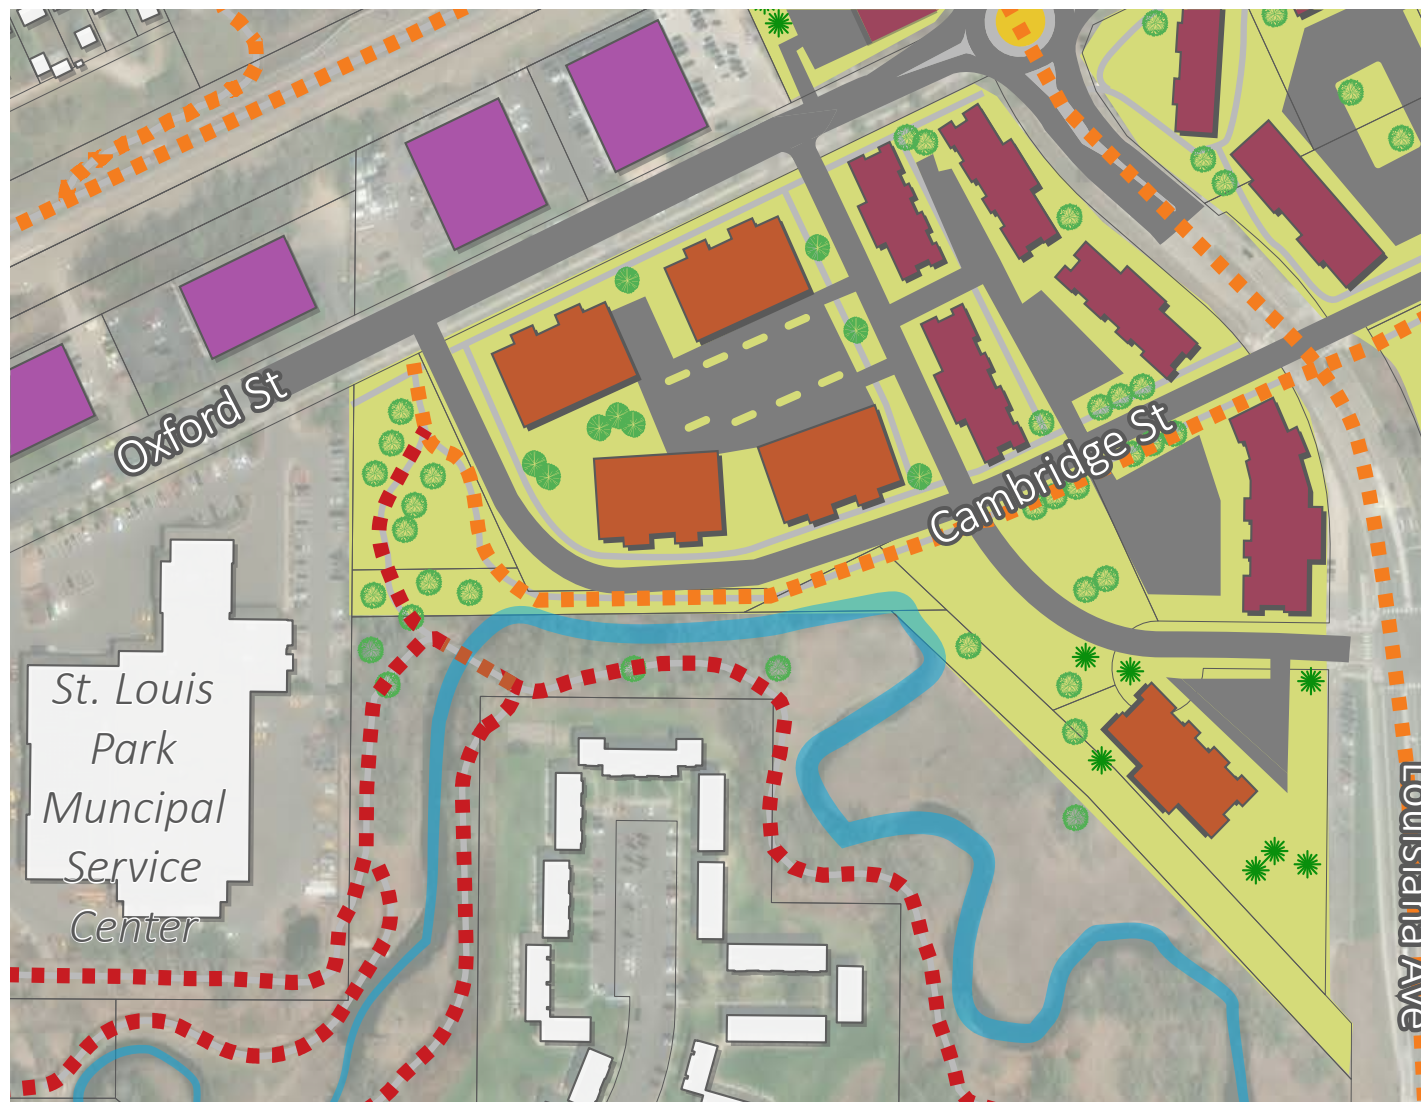 Oxford St
Cambridge St
St. Louis
Park
Muncipal
Service
Center
Louisiana Ave